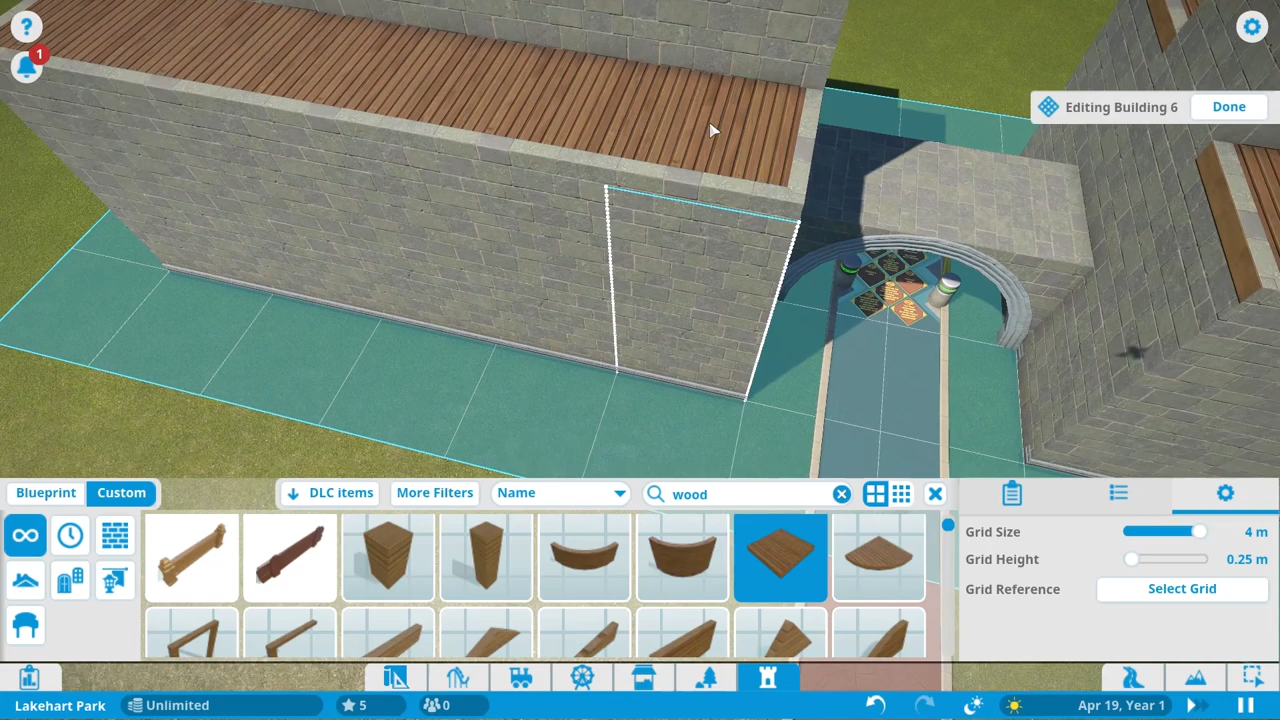 ?
1
Editing Building 6
Done
Blueprint
Custom
DLC items
More Filters
Name
wood
Grid Size
4 m
Grid Height
0.25 m
Grid Reference
Select Grid
Lakehart Park
Unlimited
5
0
Apr 19, Year 1